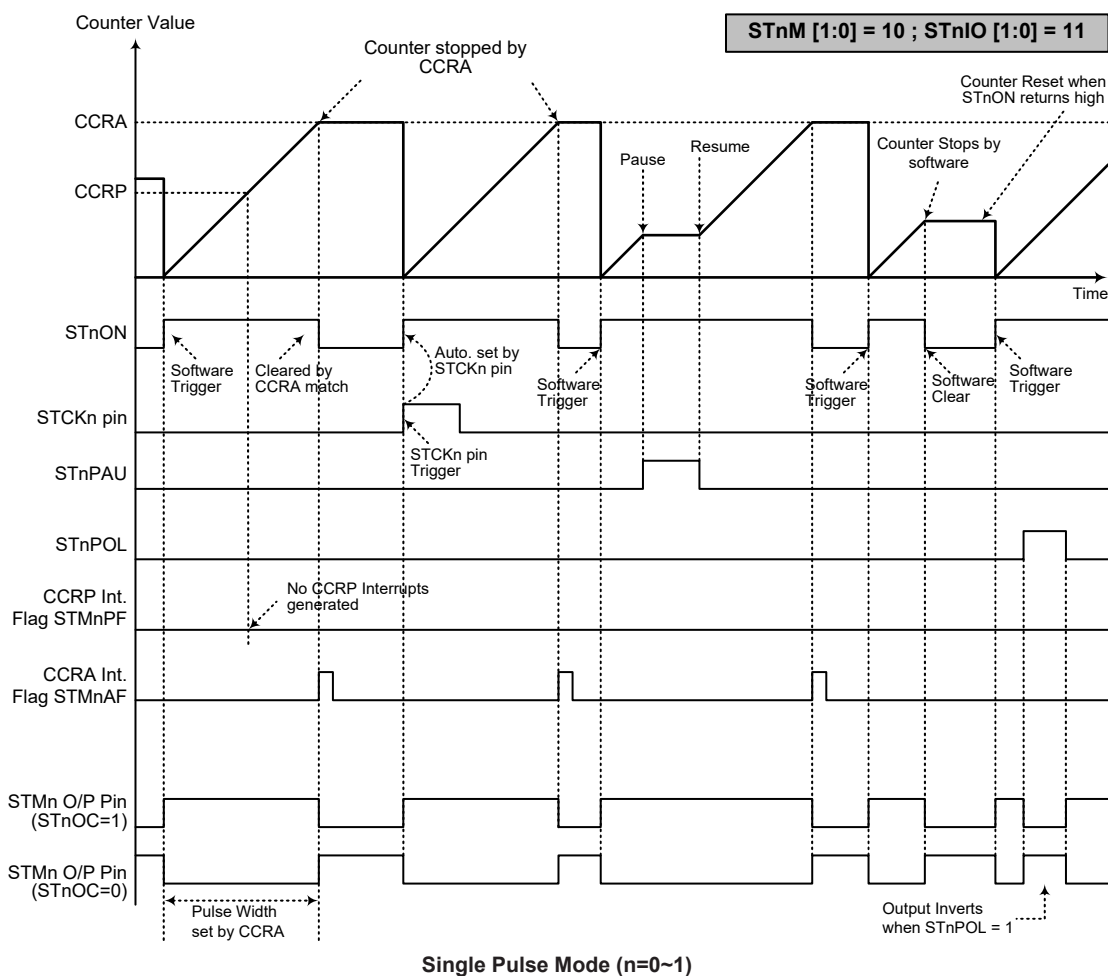 Counter Value
STnM [1:0] = 10 ; STnIO [1:0] = 11
Counter stopped by
CCRA
Counter Reset when
STnON returns high
CCRA
Pause
Resume
Counter Stops by
software
CCRP
Time
STnON
Software
Trigger
Cleared by
CCRA match
Auto. set by
STCKn pin
Software
Trigger
Software
Trigger
Software
Clear
Software
Trigger
STCKn pin
STCKn pin
Trigger
STnPAU
STnPOL
No CCRP Interrupts
generated
CCRP Int.
Flag STMnPF
CCRA Int.
Flag STMnAF
STMn O/P Pin
(STnOC=1)
STMn O/P Pin
(STnOC=0)
Pulse Width
set by CCRA
Output Inverts
when STnPOL = 1
Single Pulse Mode (n=0~1)